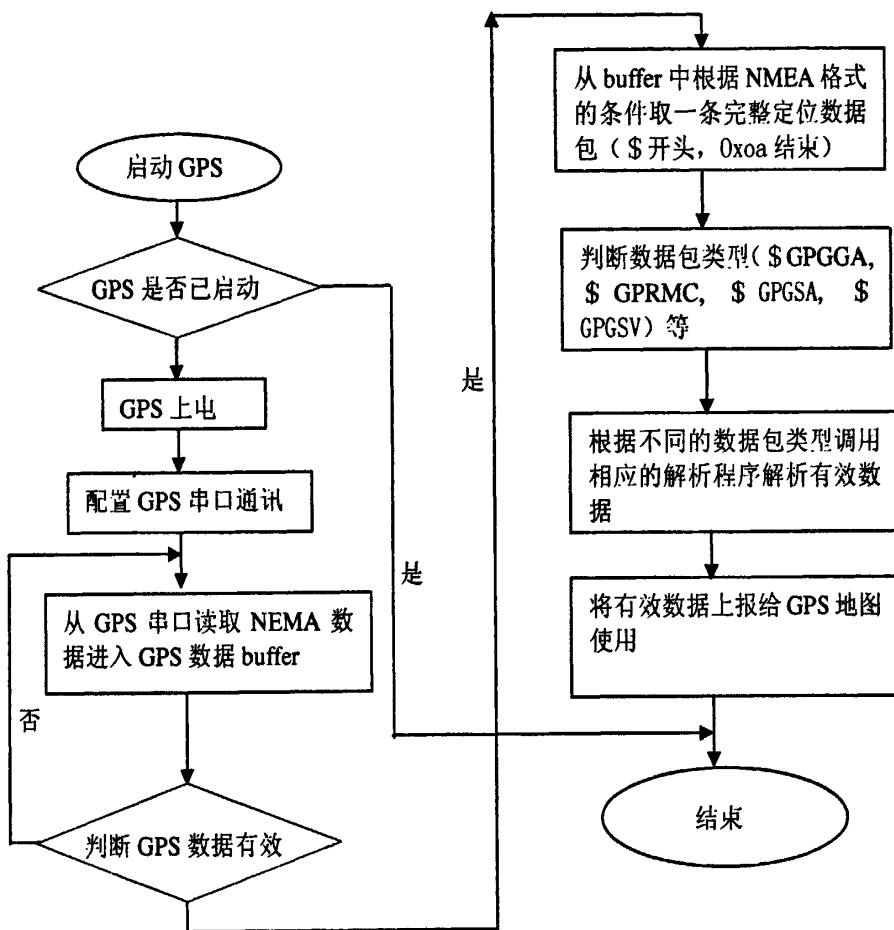 启动 GPS
GPS 是否已启动
GPS 上电
配置 GPS 串口通讯
从 GPS 串口读取 NEMA 数
据进入 GPS 数据 buffer
否
判断 GPS 数据有效
是
是
从 buffer 中根据 NMEA 格式
的条件取一条完整定位数据
包（$开头，0xoa 结束）
判断数据包类型（$GPGGA,
$ GPRMC, $ GPGSA, $
GPGSV）等
根据不同的数据包类型调用
相应的解析程序解析有效数
据
将有效数据上报给 GPS 地图
使用
结束